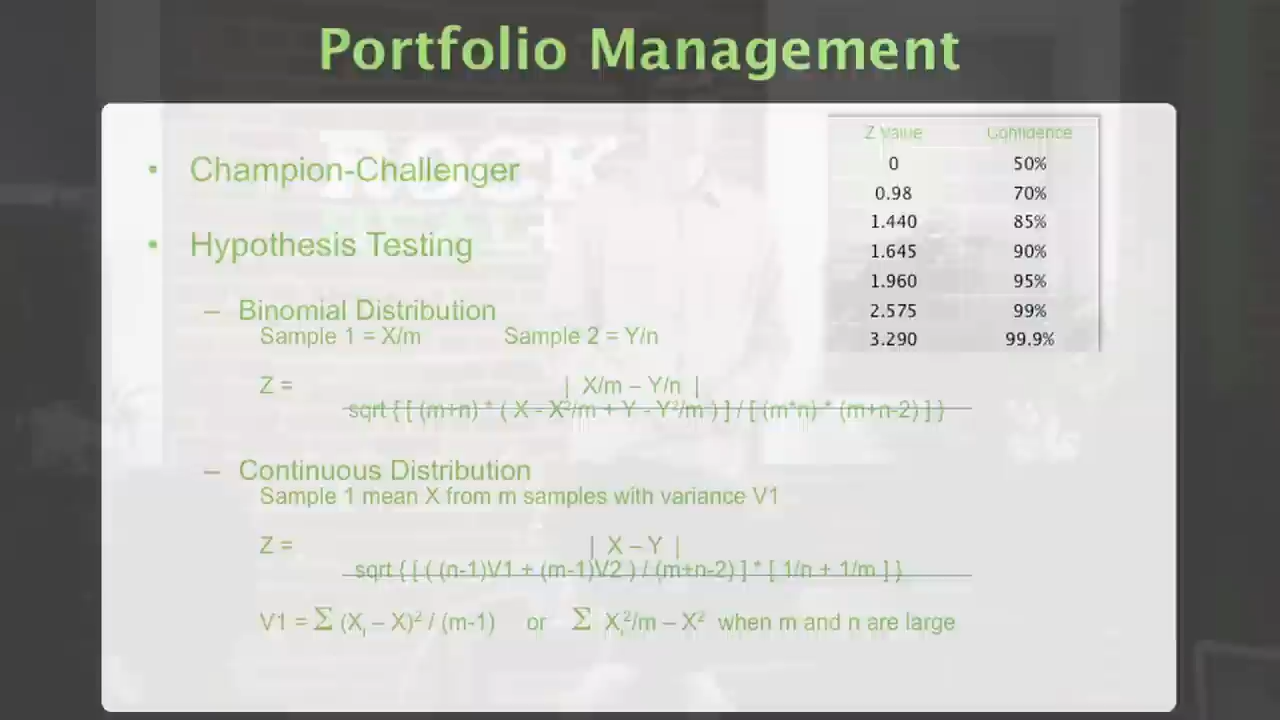 Portfolio Management
ROCK
• Champion-Challenger
• Hypothesis Testing
– Binomial Distribution
Sample 1 = X/m Sample 2 = Y/n
Z = | X/m – Y/n |
sqrt { [ (m+n) * ( X - X²/m + Y - Y²/m ) ] / [ (m*n) * (m+n-2) ] }
– Continuous Distribution
Sample 1 mean X from m samples with variance V1
Z = | X – Y |
sqrt { [ ( (n-1)V1 + (m-1)V2 ) / (m+n-2) ] * [ 1/n + 1/m ] }
V1 = Σ (Xᵢ – X)² / (m-1) or Σ Xᵢ²/m – X² when m and n are large
Z Value Confidence
0 50%
0.98 70%
1.440 85%
1.645 90%
1.960 95%
2.575 99%
3.290 99.9%